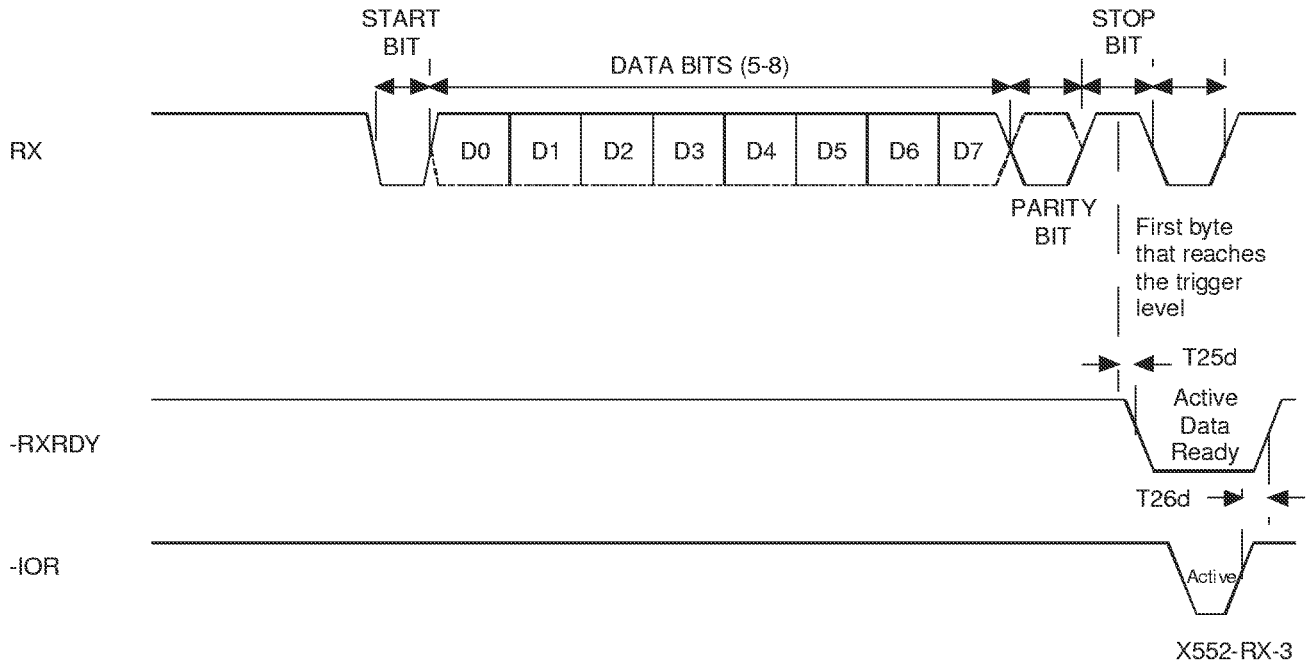 START
BIT
STOP
BIT
DATA BITS (5-8)
RX
D0 D1 D2 D3 D4 D5 D6 D7
PARITY
BIT
First byte
that reaches
the trigger
level
T25d
-RXRDY
Active
Data
Ready
T26d
-IOR
Active
X552-RX-3